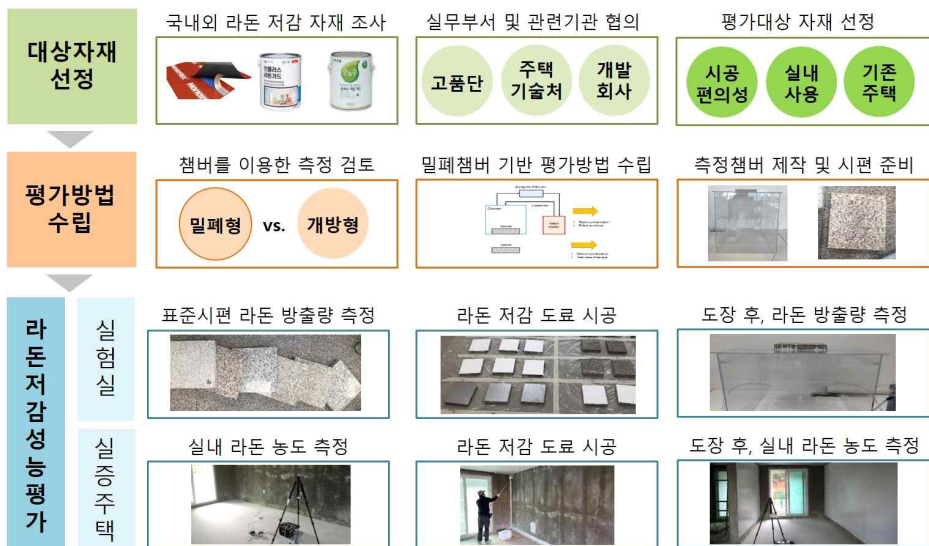 대상자재
선정
국내외 라돈 저감 자재 조사
실무부서 및 관련기관 협의
고품단
주택
기술처
개발
회사
평가대상 자재 선정
시공
편의성
실내
사용
기존
주택
평가방법
수립
챔버를 이용한 측정 검토
밀폐형
vs.
개방형
밀폐챔버 기반 평가방법 수립
측정챔버 제작 및 시편 준비
라돈저감성능평가
실험실
표준시편 라돈 방출량 측정
라돈 저감 도료 시공
도장 후, 라돈 방출량 측정
실증주택
실내 라돈 농도 측정
라돈 저감 도료 시공
도장 후, 실내 라돈 농도 측정